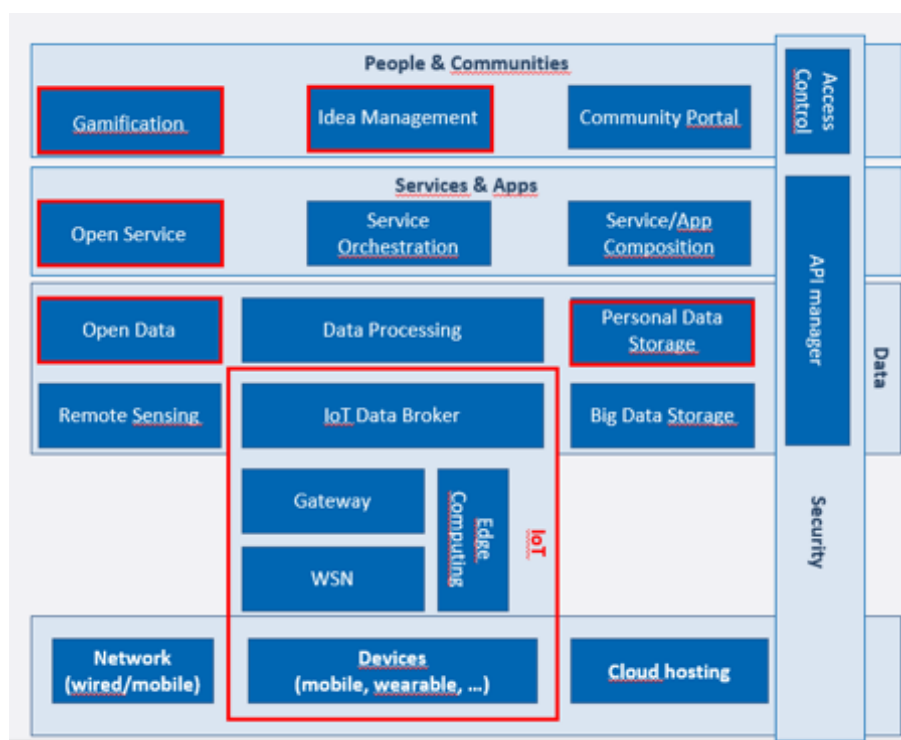 People & Communities
Gamification
Idea Management
Community Portal
Access
Control
Services & Apps
Open Service
Service
Orchestration
Service/App
Composition
API manager
Open Data
Data Processing
Personal Data
Storage
Data
Remote Sensing
IoT Data Broker
Big Data Storage
Gateway
Edge
Computing
IoT
Security
WSN
Network
(wired/mobile)
Devices
(mobile, wearable, ...)
Cloud hosting